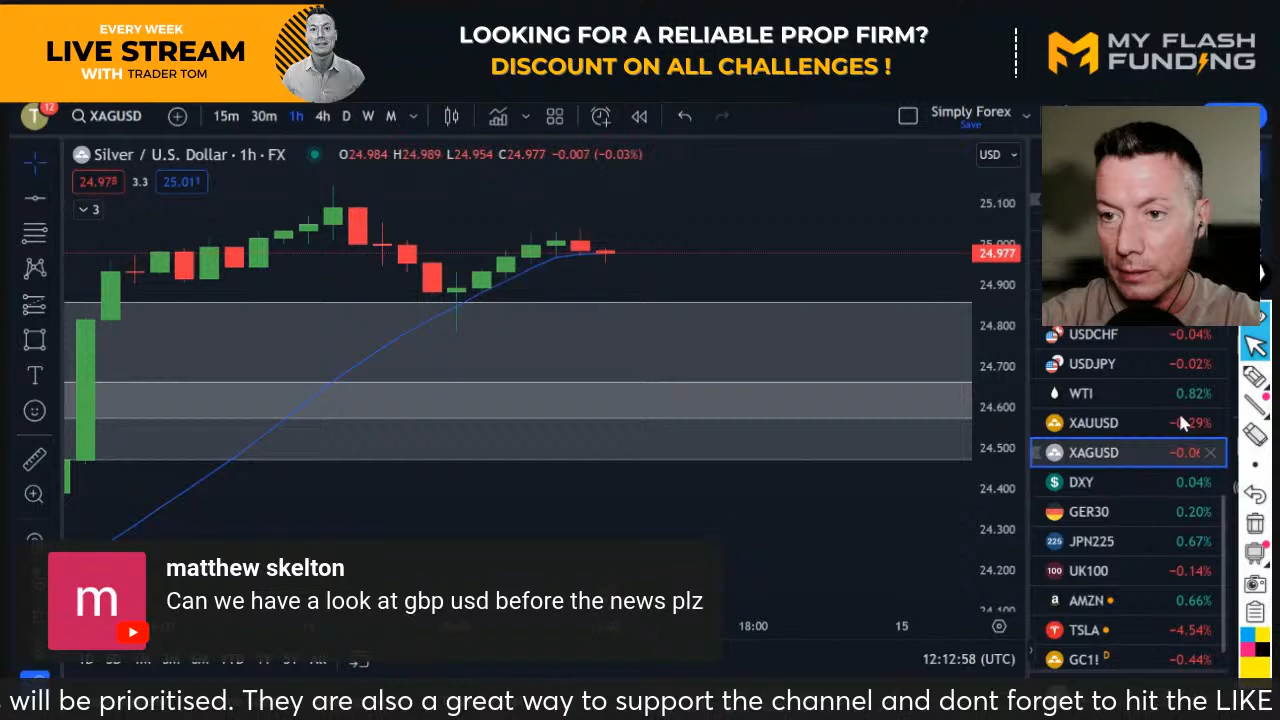 EVERY WEEK
LIVE STREAM
WITH TRADER TOM
LOOKING FOR A RELIABLE PROP FIRM?
DISCOUNT ON ALL CHALLENGES !
MY FLASH
FUNDING
T 12 XAGUSD 15m 30m 1h 4h D W M Simply Forex
Save
Silver / U.S. Dollar · 1h · FX O24.984 H24.989 L24.954 C24.977 −0.007 (−0.03%) USD
24.978 3.3 25.011
3
25.100
24.977
24.900
24.800
24.700
24.600
24.500
24.400
24.300
24.200
USDCHF −0.04%
USDJPY −0.02%
WTI 0.82%
XAUUSD
XAGUSD
DXY 0.04%
GER30 0.20%
225 JPN225 0.67%
100 UK100 −0.14%
a AMZN 0.66%
TSLA −4.54%
GC1! D −0.44%
m
matthew skelton
Can we have a look at gbp usd before the news plz
18:00 15
12:12:58 (UTC)
will be prioritised. They are also a great way to support the channel and dont forget to hit the LIKE